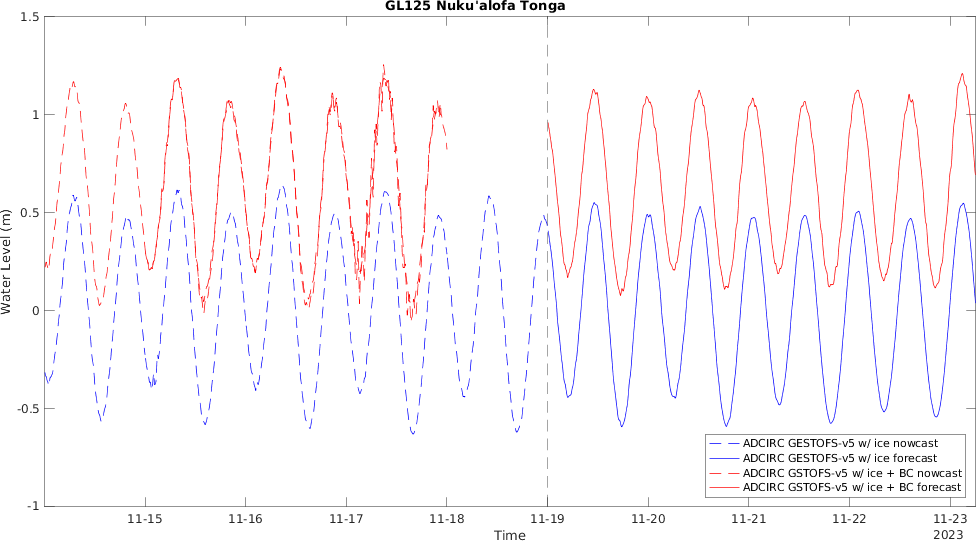 GL125 Nuku'alofa Tonga
1.5
1
0.5
0
-0.5
-1
Water Level (m)
ADCIRC GESTOFS-v5 w/ ice nowcast
ADCIRC GESTOFS-v5 w/ ice forecast
ADCIRC GSTOFS-v5 w/ ice + BC nowcast
ADCIRC GSTOFS-v5 w/ ice + BC forecast
11-15 11-16 11-17 11-18 11-19 11-20 11-21 11-22 11-23
Time
2023